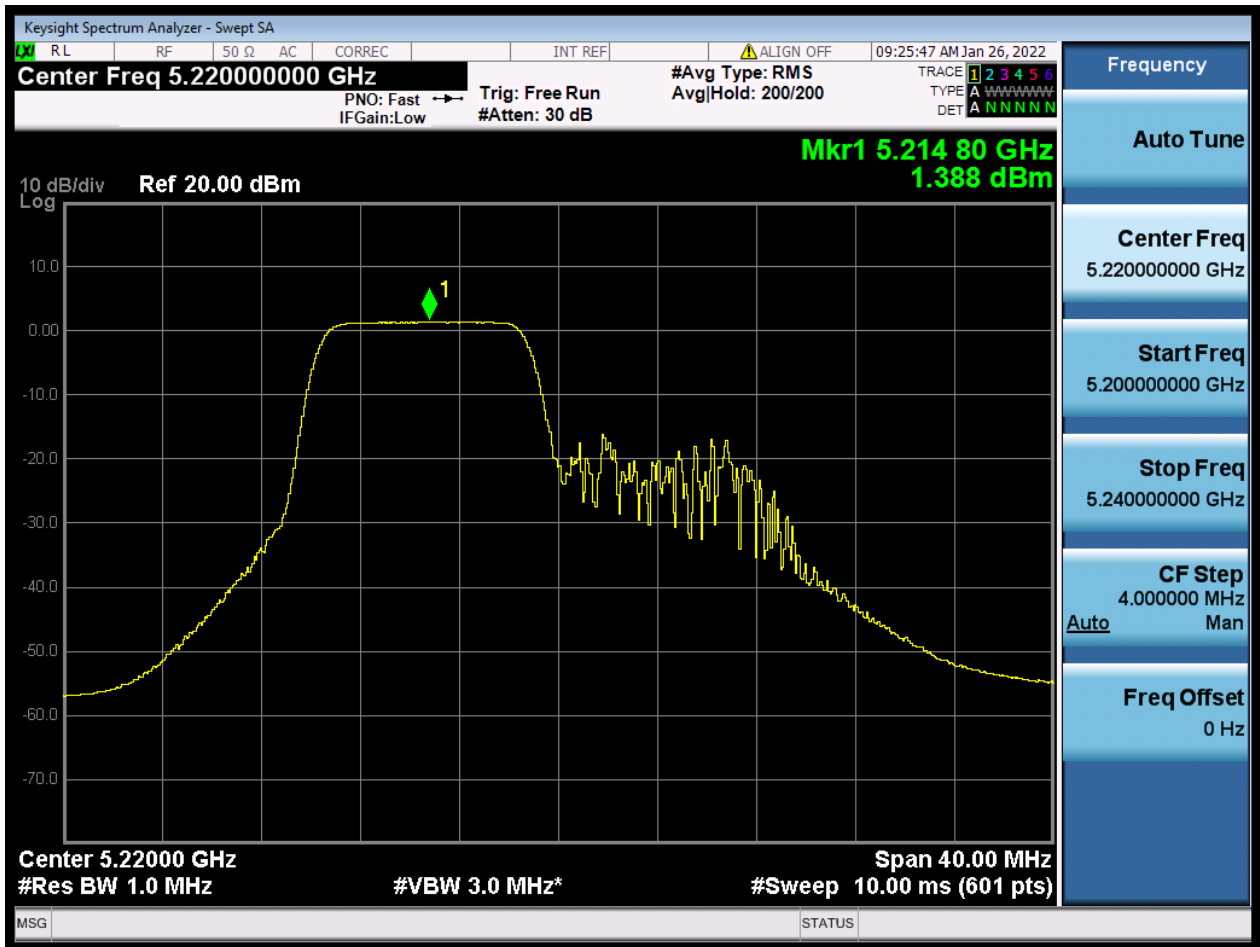 Keysight Spectrum Analyzer - Swept SA
LXI RL RF 50 Ω AC CORREC INT REF ALIGN OFF 09:25:47 AM Jan 26, 2022
Center Freq 5.220000000 GHz
PNO: Fast
IFGain:Low
Trig: Free Run
#Atten: 30 dB
#Avg Type: RMS
Avg|Hold: 200/200
TRACE 1 2 3 4 5 6
TYPE A WWWWW
DET A N N N N N
Mkr1 5.214 80 GHz
1.388 dBm
10 dB/div Ref 20.00 dBm
Log
1
10.0
0.00
-10.0
-20.0
-30.0
-40.0
-50.0
-60.0
-70.0
Center 5.22000 GHz Span 40.00 MHz
#Res BW 1.0 MHz #VBW 3.0 MHz* #Sweep 10.00 ms (601 pts)
MSG STATUS
Frequency
Auto Tune
Center Freq
5.220000000 GHz
Start Freq
5.200000000 GHz
Stop Freq
5.240000000 GHz
CF Step
4.000000 MHz
Auto Man
Freq Offset
0 Hz